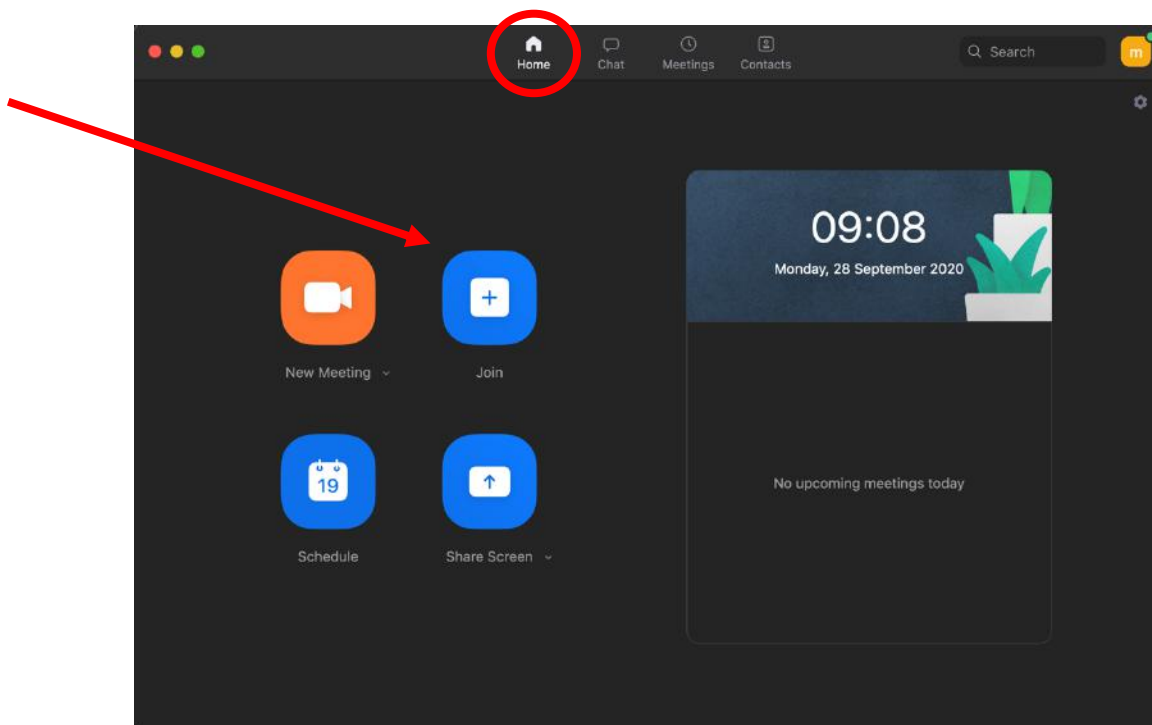 Home
Chat
Meetings
Contacts
Search
m
09:08
Monday, 28 September 2020
New Meeting
Join
19
Schedule
Share Screen
No upcoming meetings today